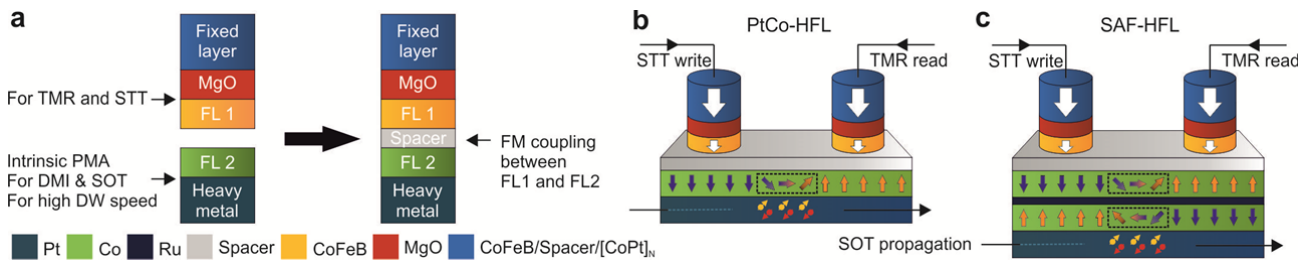 a
Fixed
layer
MgO
FL 1
For TMR and STT
Intrinsic PMA
For DMI & SOT
For high DW speed
FL 2
Heavy
metal
Fixed
layer
MgO
FL 1
Spacer
FL 2
Heavy
metal
FM coupling
between
FL1 and FL2
b
PtCo-HFL
STT write
TMR read
c
SAF-HFL
STT write
TMR read
SOT propagation
Pt Co Ru Spacer CoFeB MgO CoFeB/Spacer/[CoPt]N